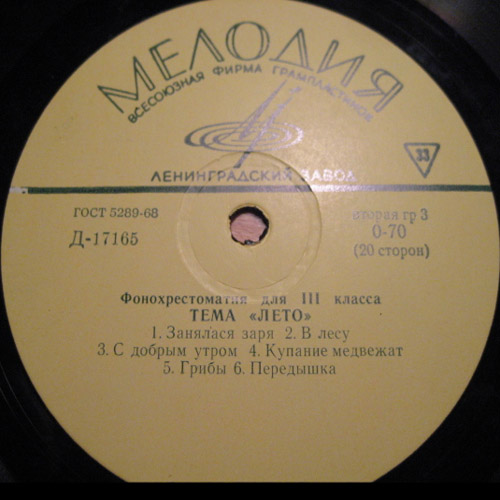 МЕЛОДИЯ
ВСЕСОЮЗНАЯ ФИРМА ГРАМПЛАСТИНОК
ЛЕНИНГРАДСКИЙ ЗАВОД
33
ГОСТ 5289-68
Д-17165
вторая гр 3
0-70
(20 сторон)
Фонохрестоматия для III класса
ТЕМА «ЛЕТО»
1. Занялася заря 2. В лесу
3. С добрым утром 4. Купание медвежат
5. Грибы 6. Передышка